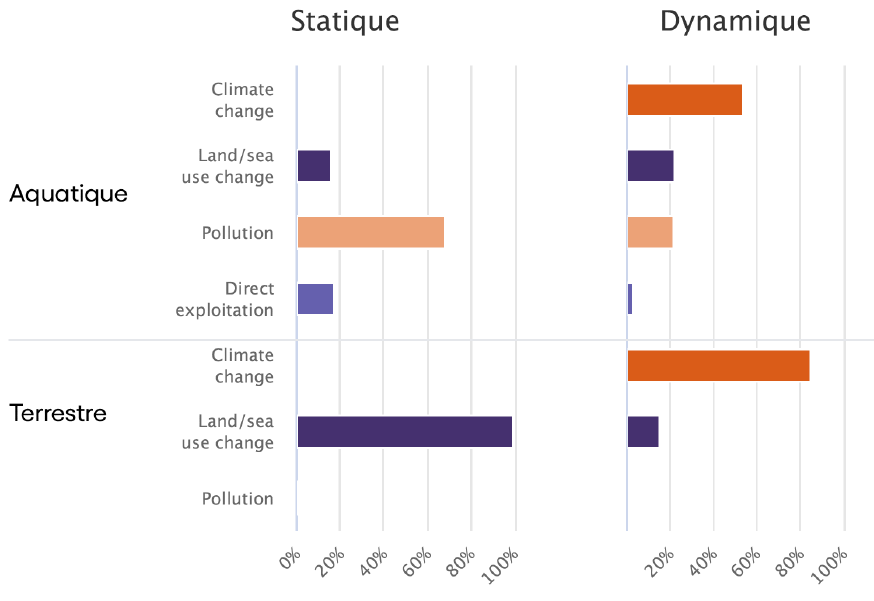 Statique
Dynamique
Aquatique
Climate
change
Land/sea
use change
Pollution
Direct
exploitation
Terrestre
Climate
change
Land/sea
use change
Pollution
0%
20%
40%
60%
80%
100%
20%
40%
60%
80%
100%